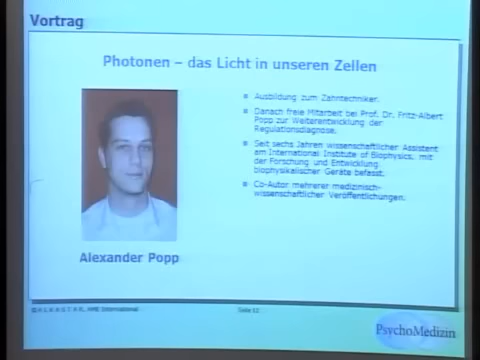 Vortrag
Photonen – das Licht in unseren Zellen
Ausbildung zum Zahntechniker.
Danach freie Mitarbeit bei Prof. Dr. Fritz-Albert
Popp zur Weiterentwicklung der
Regulationsdiagnose.
Seit sechs Jahren wissenschaftlicher Assistent
am International Institute of Biophysics, mit
der Forschung und Entwicklung
biophysikalischer Geräte befasst.
Co-Autor mehrerer medizinisch-
wissenschaftlicher Veröffentlichungen.
Alexander Popp
International
Seite 12
PsychoMedizin